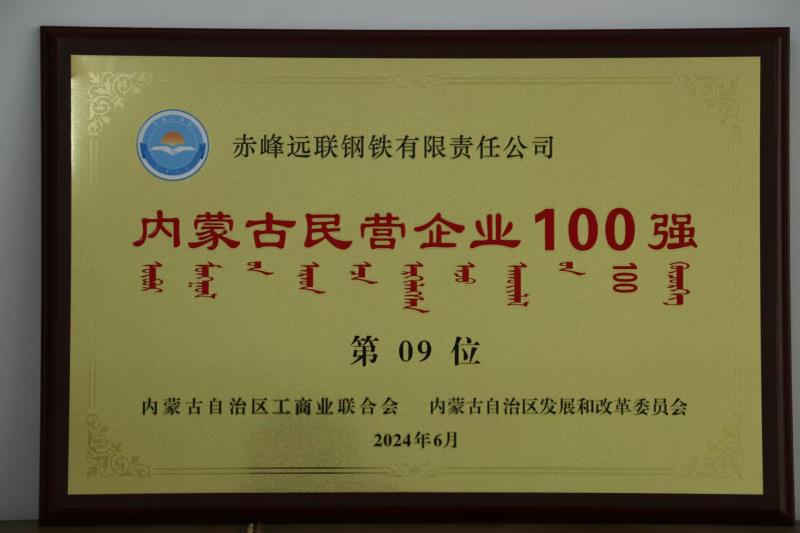 赤峰远联钢铁有限责任公司
内蒙古民营企业100强
100
第 09 位
内蒙古自治区工商业联合会 内蒙古自治区发展和改革委员会
2024年6月